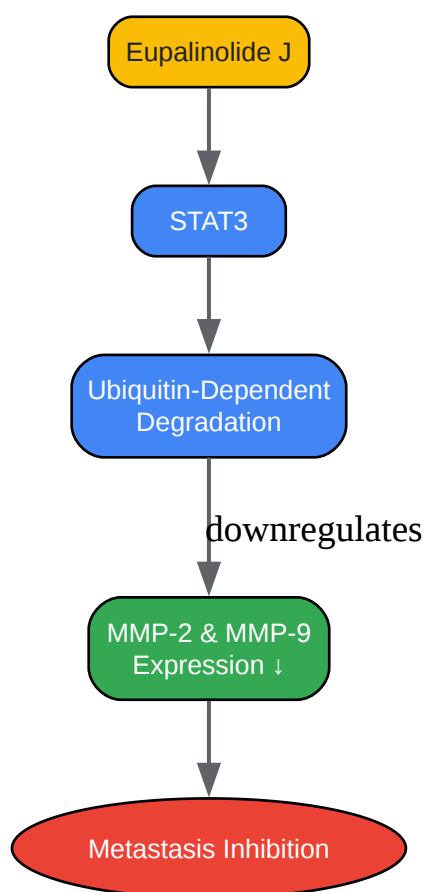 Eupalinolide J
STAT3
Ubiquitin-Dependent
Degradation
downregulates
MMP-2 & MMP-9
Expression ↓
Metastasis Inhibition